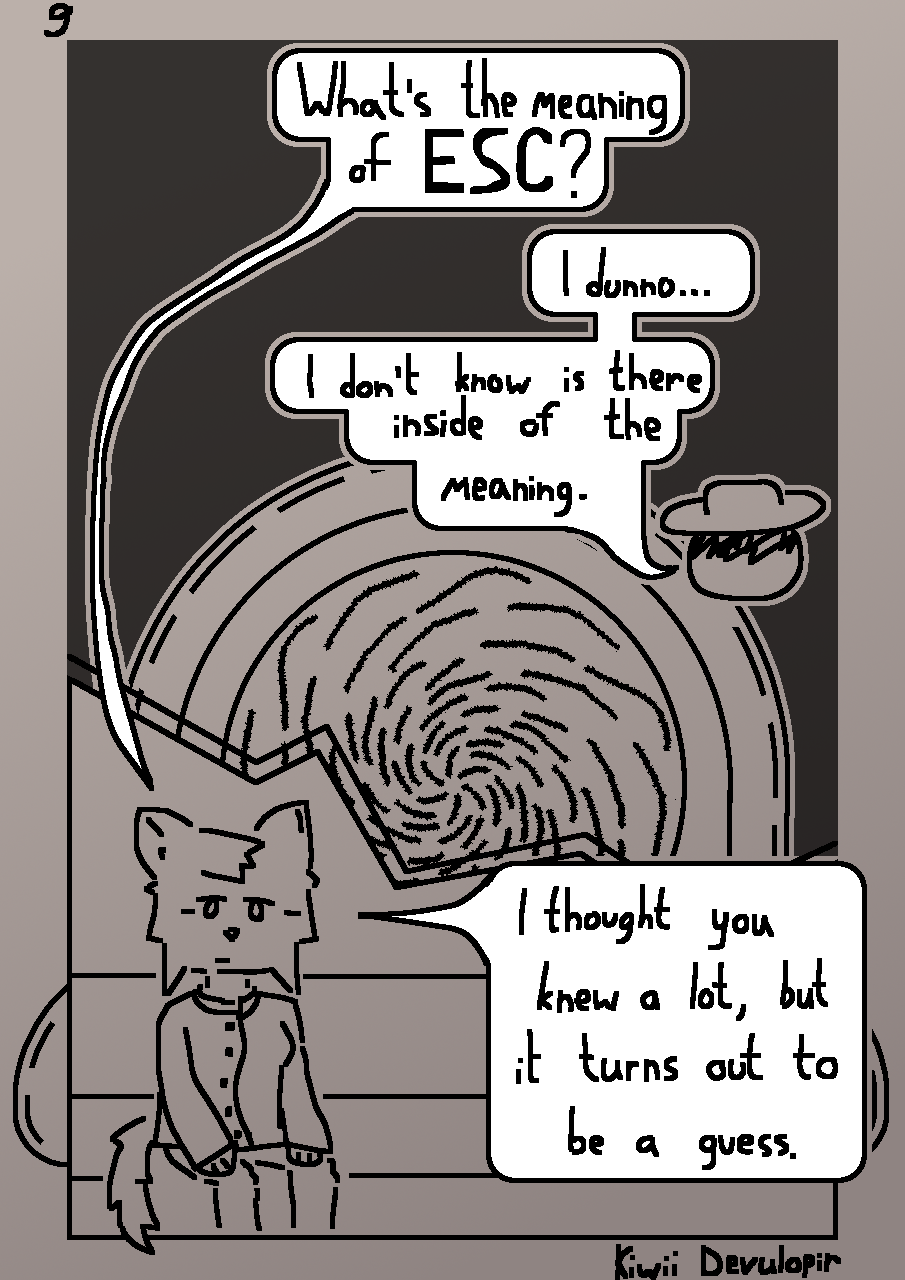 9
What's the meaning
of ESC?
I dunno...
I don't know is there
inside of the
meaning.
I thought you
knew a lot, but
it turns out to
be a guess.
Kiwii Devulopir